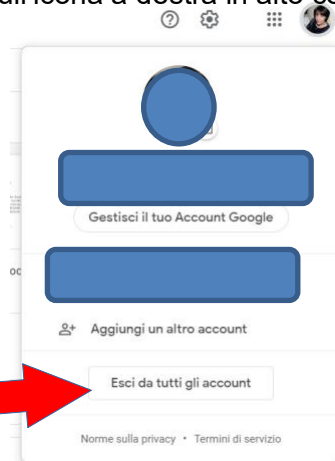 Gestisci il tuo Account Google
Aggiungi un altro account
Esci da tutti gli account
Norme sulla privacy • Termini di servizio